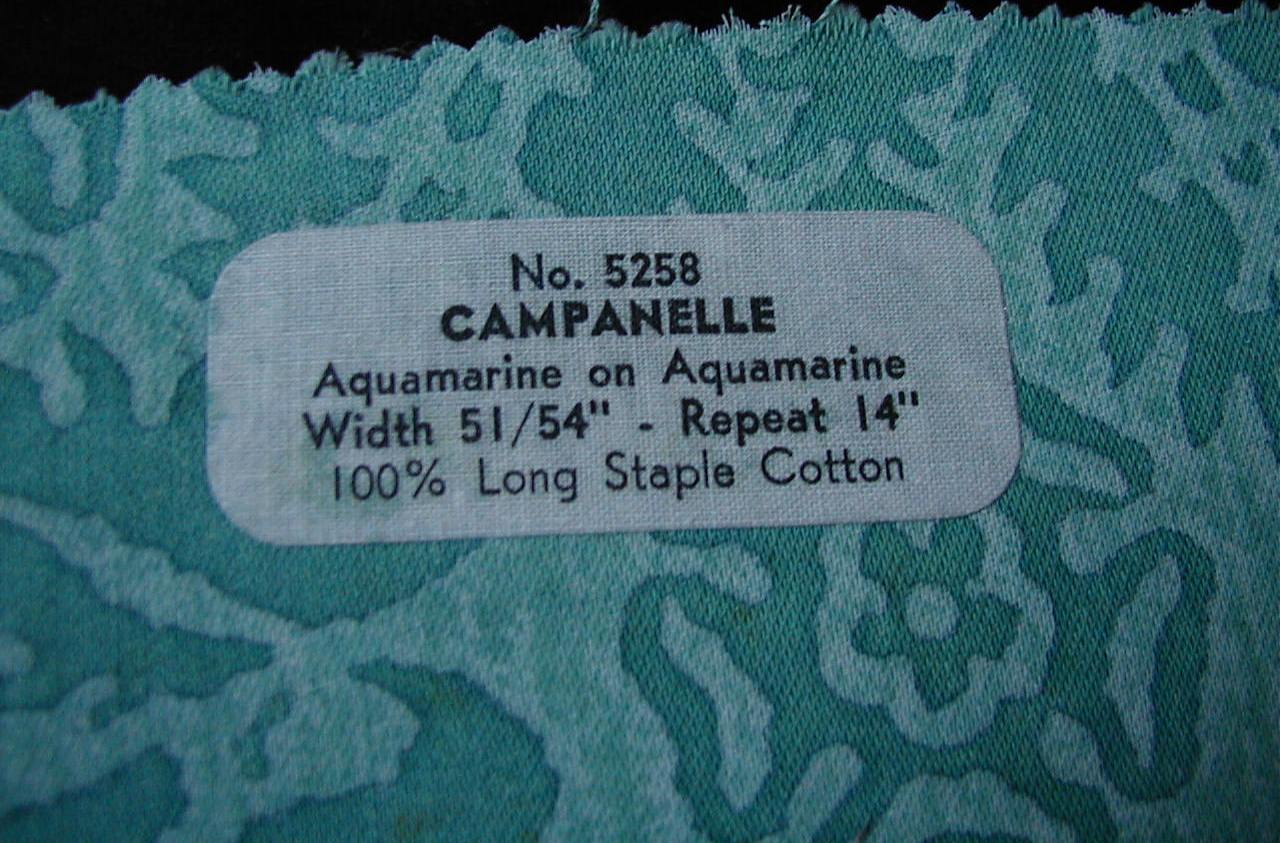 No. 5258
CAMPANELLE
Aquamarine on Aquamarine
Width 51/54" - Repeat 14"
100% Long Staple Cotton